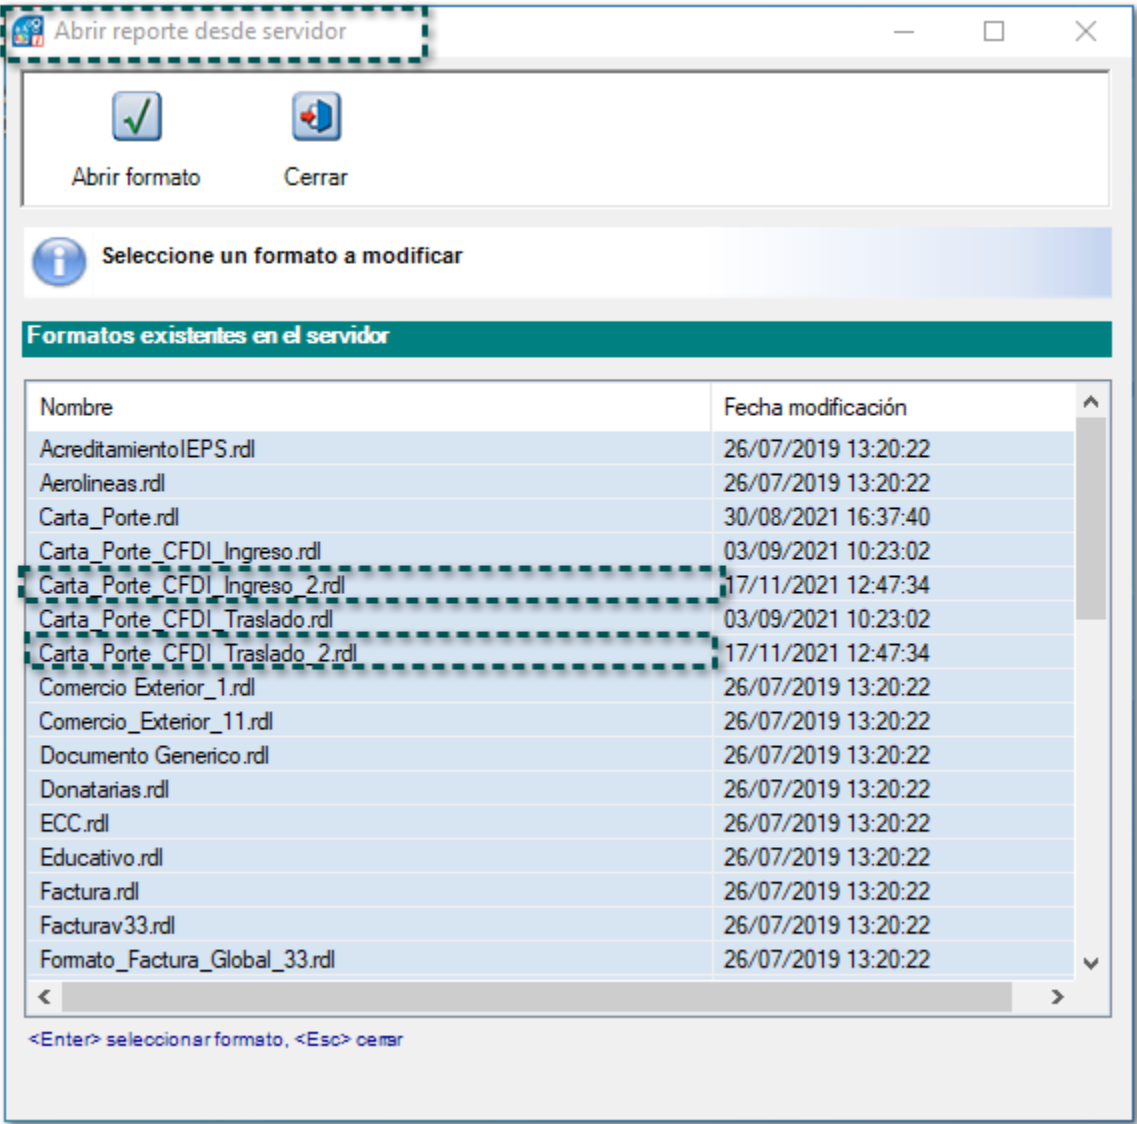 Abrir reporte desde servidor
Abrir formato Cerrar
Seleccione un formato a modificar
Formatos existentes en el servidor
Nombre Fecha modificación
AcreditamientoIEPS.rdl 26/07/2019 13:20:22
Aerolineas.rdl 26/07/2019 13:20:22
Carta_Porte.rdl 30/08/2021 16:37:40
Carta_Porte_CFDI_Ingreso.rdl 03/09/2021 10:23:02
Carta_Porte_CFDI_Ingreso_2.rdl 17/11/2021 12:47:34
Carta_Porte_CFDI_Traslado.rdl 03/09/2021 10:23:02
Carta_Porte_CFDI_Traslado_2.rdl 17/11/2021 12:47:34
Comercio Exterior_1.rdl 26/07/2019 13:20:22
Comercio_Exterior_11.rdl 26/07/2019 13:20:22
Documento Generico.rdl 26/07/2019 13:20:22
Donatarias.rdl 26/07/2019 13:20:22
ECC.rdl 26/07/2019 13:20:22
Educativo.rdl 26/07/2019 13:20:22
Factura.rdl 26/07/2019 13:20:22
Facturav33.rdl 26/07/2019 13:20:22
Formato_Factura_Global_33.rdl 26/07/2019 13:20:22
<Enter> seleccionar formato, <Esc> cerrar